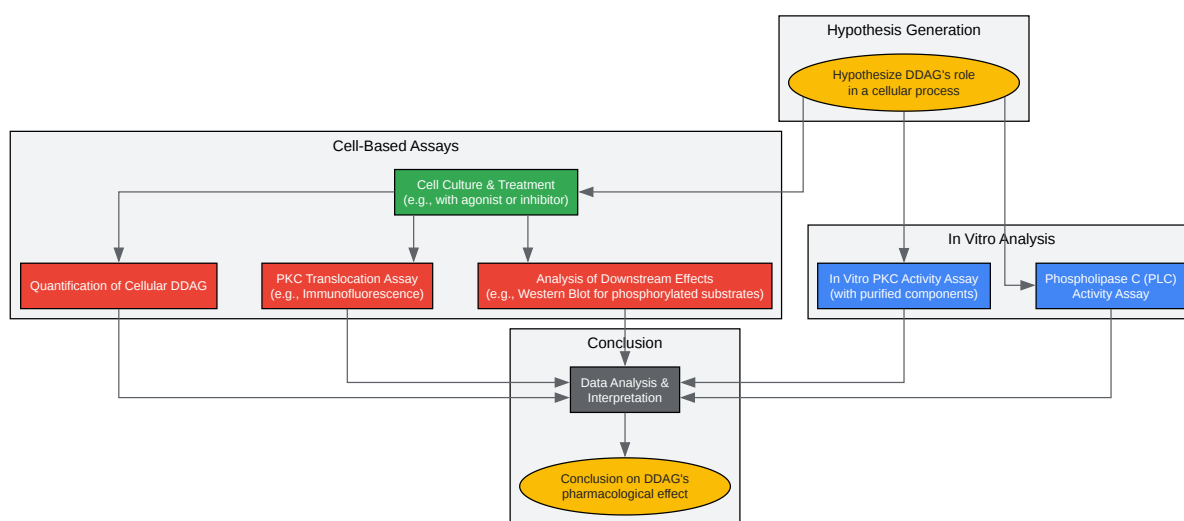 Hypothesis Generation
Hypothesize DDAG's role
in a cellular process
Cell-Based Assays
Cell Culture & Treatment
(e.g., with agonist or inhibitor)
Quantification of Cellular DDAG
PKC Translocation Assay
(e.g., Immunofluorescence)
Analysis of Downstream Effects
(e.g., Western Blot for phosphorylated substrates)
In Vitro Analysis
In Vitro PKC Activity Assay
(with purified components)
Phospholipase C (PLC)
Activity Assay
Conclusion
Data Analysis &
Interpretation
Conclusion on DDAG's
pharmacological effect